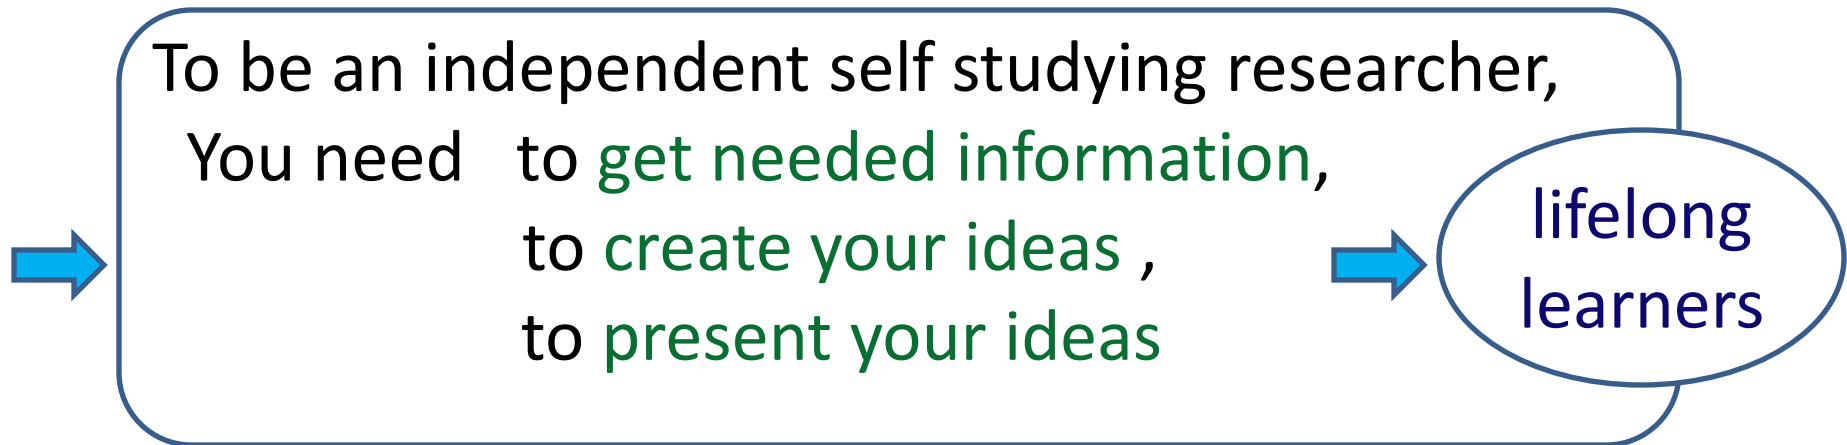 To be an independent self studying researcher,
You need to get needed information,
to create your ideas ,
to present your ideas
lifelong
learners